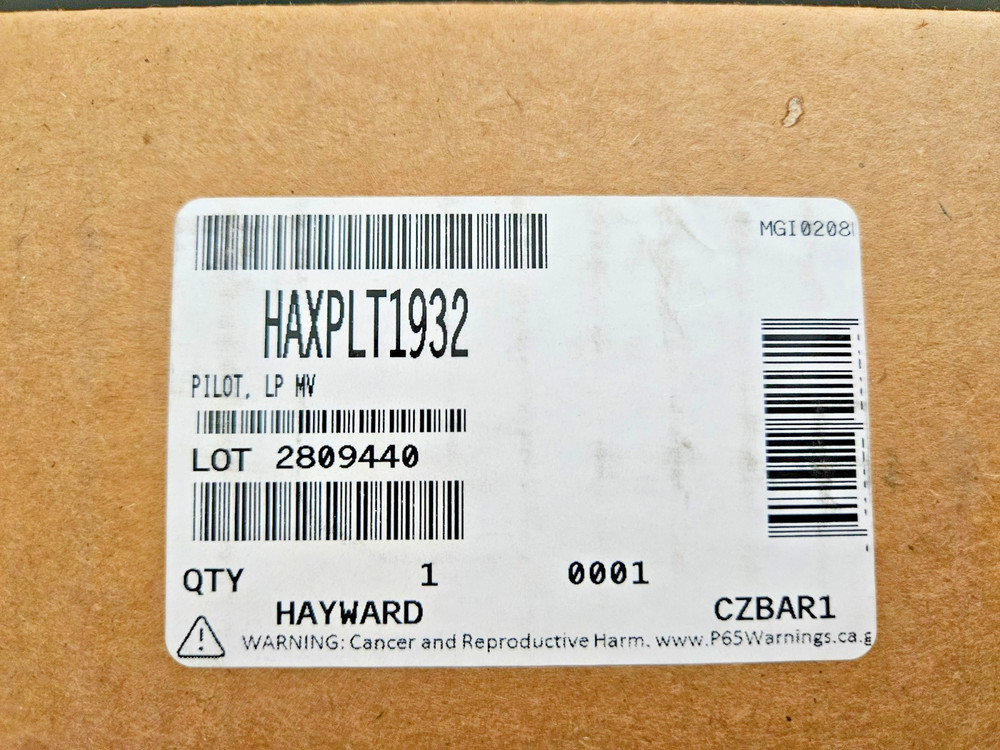 MGI0208
HAXPLT1932
PILOT, LP MV
LOT 2809440
QTY 1 0001
HAYWARD CZBAR1
WARNING: Cancer and Reproductive Harm. www.P65Warnings.ca.g